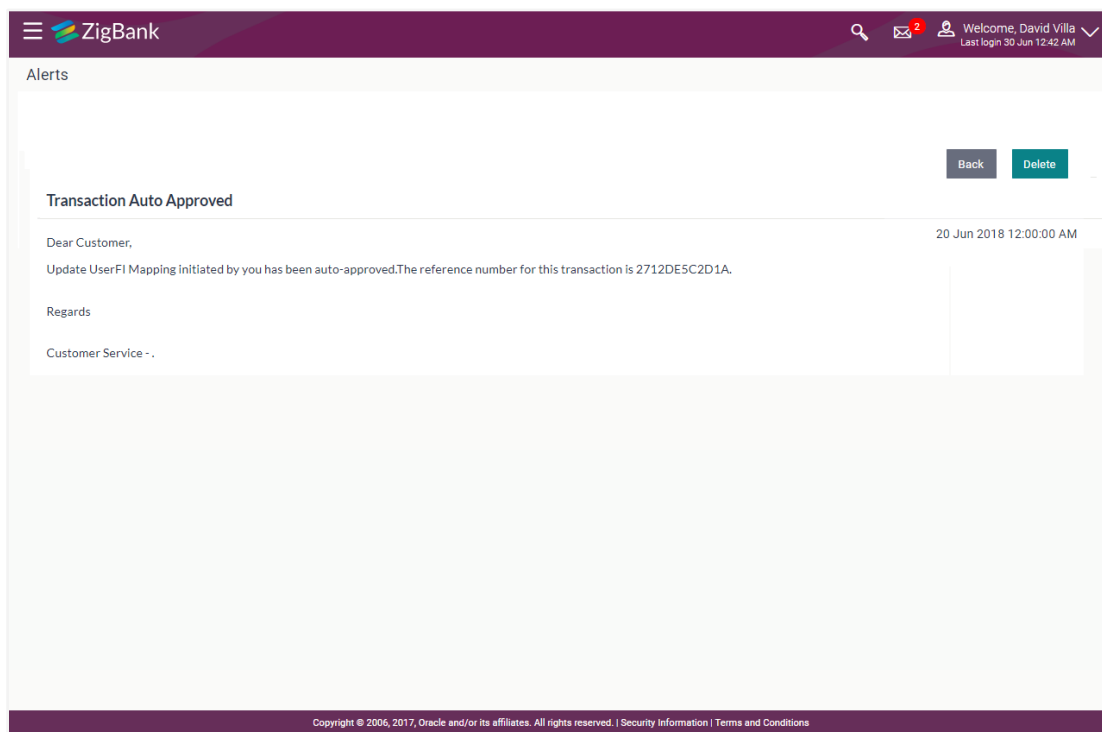 ZigBank
2
Welcome, David Villa
Last login 30 Jun 12:42 AM
Alerts
Back
Delete
Transaction Auto Approved
20 Jun 2018 12:00:00 AM
Dear Customer,
Update UserFI Mapping initiated by you has been auto-approved.The reference number for this transaction is 2712DE5C2D1A.
Regards
Customer Service - .
Copyright © 2006, 2017, Oracle and/or its affiliates. All rights reserved. | Security Information | Terms and Conditions